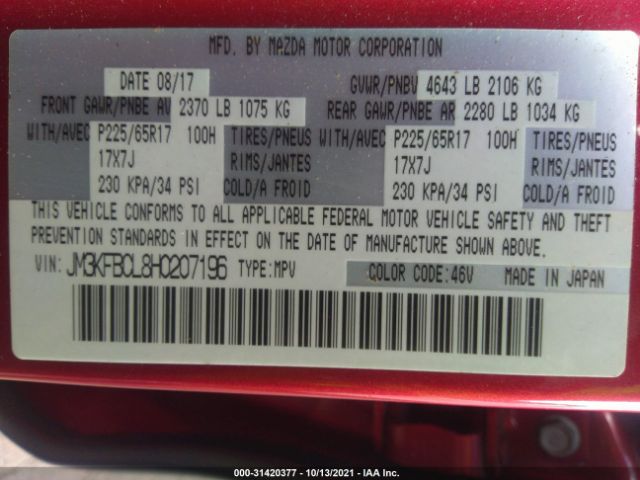 MFD. BY MAZDA MOTOR CORPORATION
DATE 08/17 GVWR/PNBV 4643 LB 2106 KG
FRONT GAWR/PNBE AV 2370 LB 1075 KG REAR GAWR/PNBE AR 2280 LB 1034 KG
WITH/AVEC P225/65R17 100H TIRES/PNEUS WITH/AVEC P225/65R17 100H TIRES/PNEUS
17X7J RIMS/JANTES 17X7J RIMS/JANTES
230 KPA/34 PSI COLD/A FROID 230 KPA/34 PSI COLD/A FROID
THIS VEHICLE CONFORMS TO ALL APPLICABLE FEDERAL MOTOR VEHICLE SAFETY AND THEFT
PREVENTION STANDARDS IN EFFECT ON THE DATE OF MANUFACTURE SHOWN ABOVE.
VIN: JM3KFBCL8H0207196 TYPE:MPV COLOR CODE:46V MADE IN JAPAN
000-31420377 - 10/13/2021 - IAA Inc.